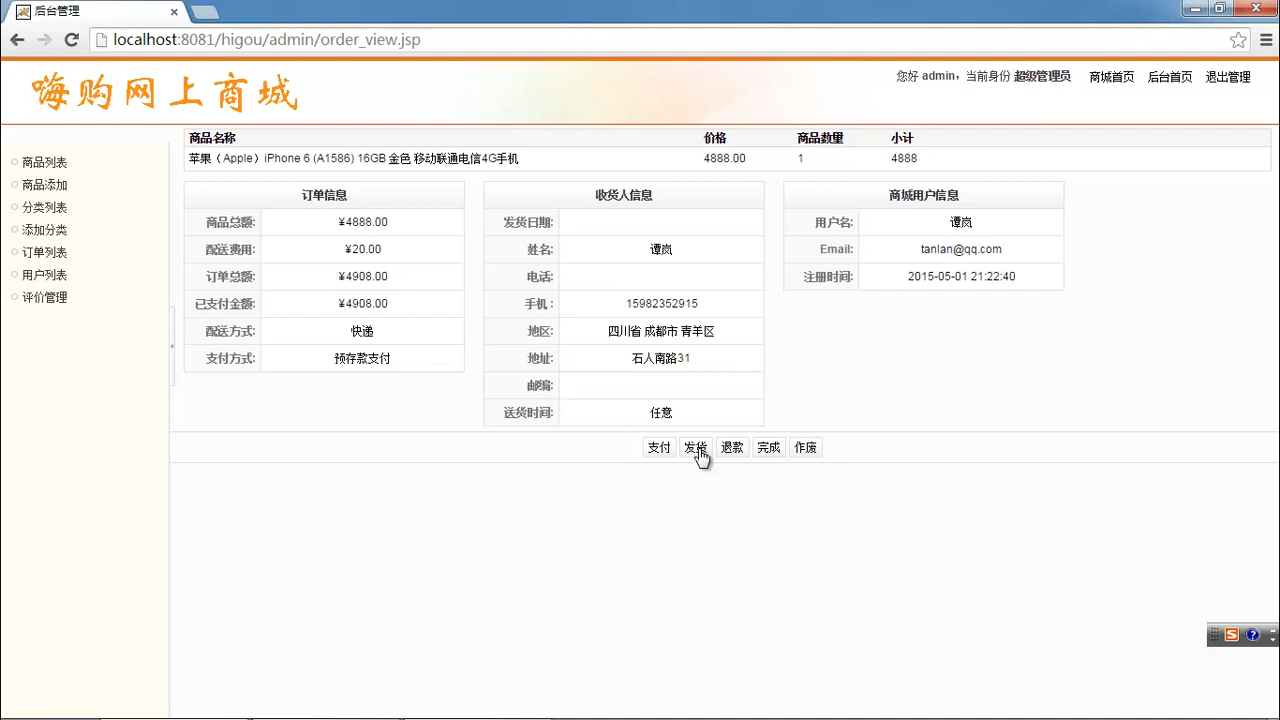 后台管理
localhost:8081/higou/admin/order_view.jsp
嗨购网上商城
您好 admin，当前身份 超级管理员 商城首页 后台首页 退出管理
商品列表
商品添加
分类列表
添加分类
订单列表
用户列表
评价管理
商品名称 价格 商品数量 小计
苹果（Apple）iPhone 6 (A1586) 16GB 金色 移动联通电信4G手机 4888.00 1 4888
订单信息
商品总额: ¥4888.00
配送费用: ¥20.00
订单总额: ¥4908.00
已支付金额: ¥4908.00
配送方式: 快递
支付方式: 预存款支付
收货人信息
发货日期:
姓名: 谭岚
电话:
手机 : 15982352915
地区: 四川省 成都市 青羊区
地址: 石人南路31
邮编:
送货时间: 任意
商城用户信息
用户名: 谭岚
Email: tanlan@qq.com
注册时间: 2015-05-01 21:22:40
支付 发货 退款 完成 作废